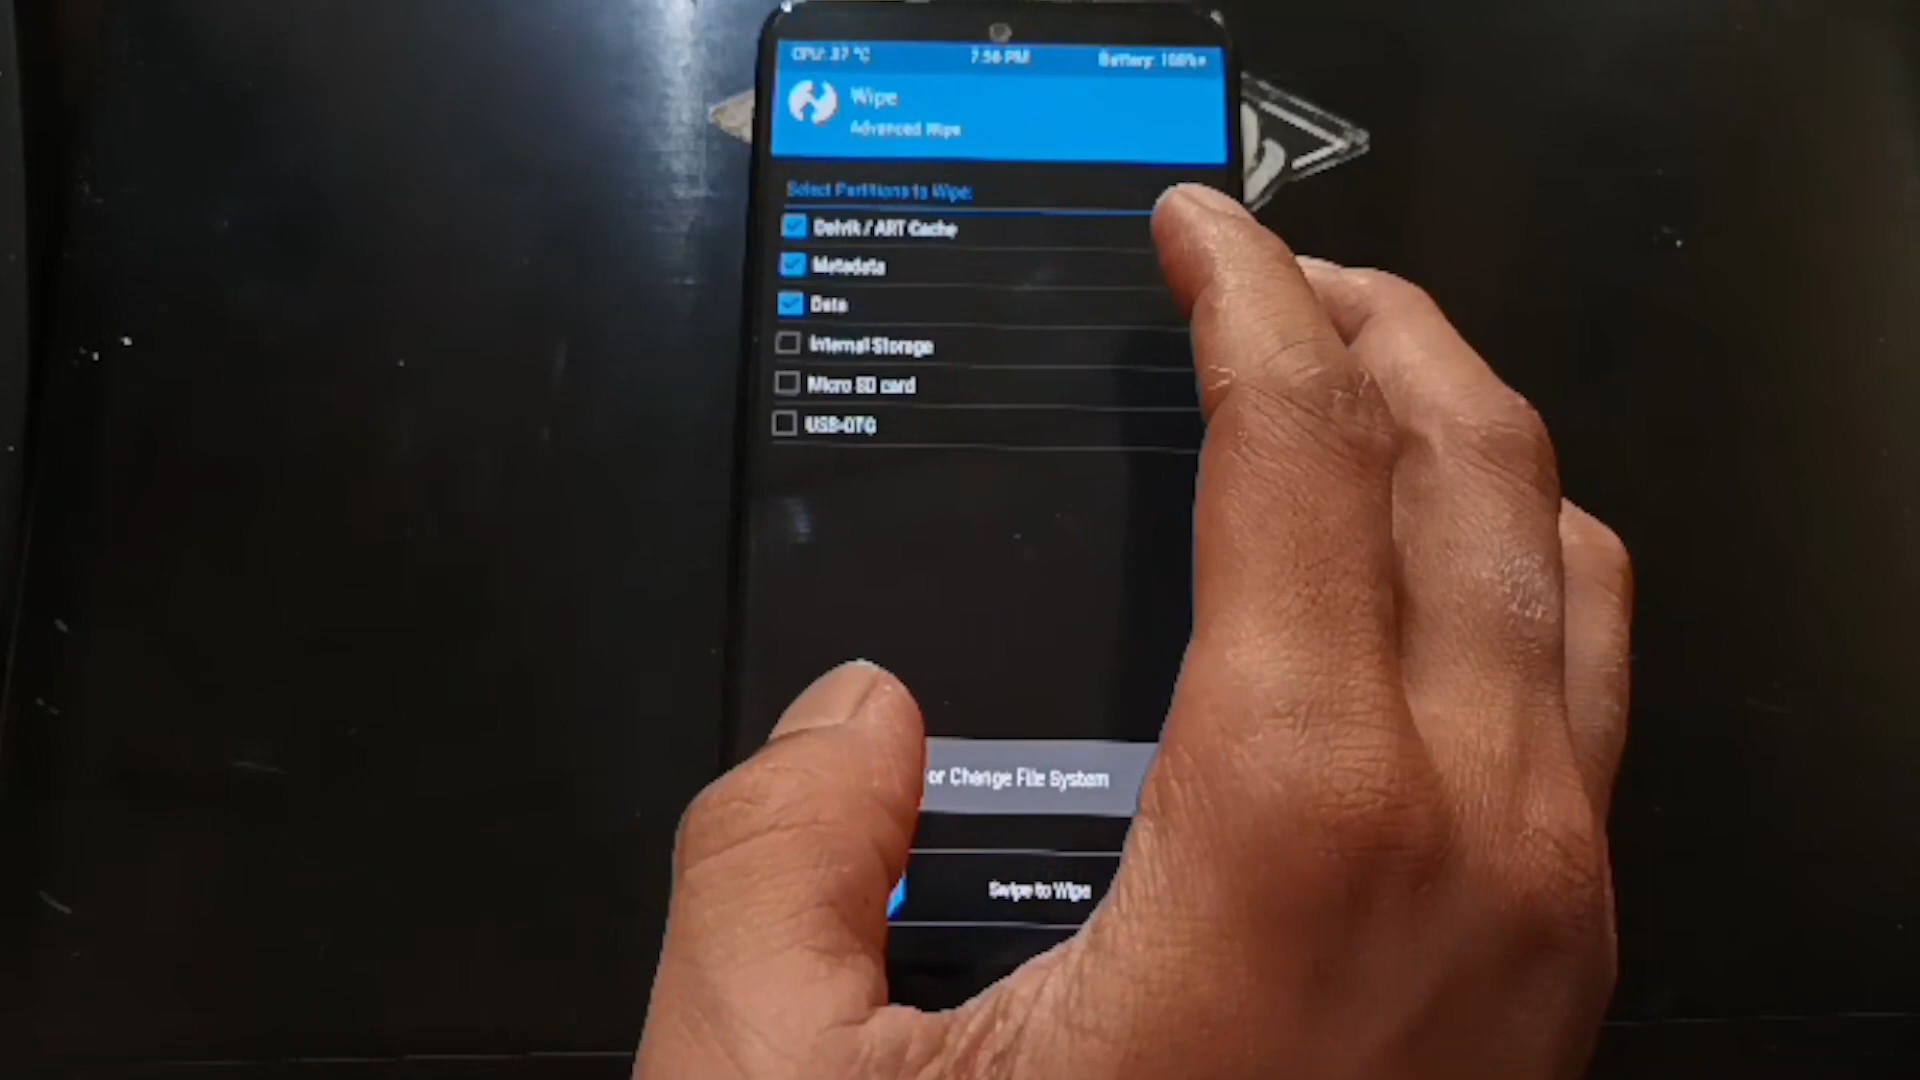 CPU: 37 °C 7:56 PM Battery: 100%+
Wipe
Advanced Wipe
Select Partitions to Wipe:
Dalvik / ART Cache
Metadata
Data
Internal Storage
Micro SD card
USB-OTG
or Change File System
Swipe to Wipe